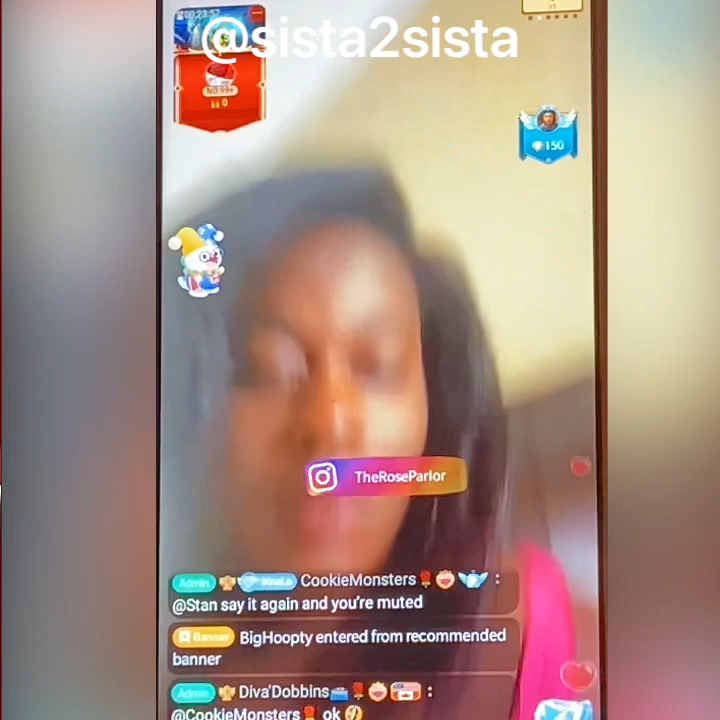 00:23:57
@sista2sista
NO.99+
0
150
TheRoseParlor
Admin CookieMonsters :
@Stan say it again and you're muted
Banner BigHoopty entered from recommended
banner
Admin Diva'Dobbins :
@CookieMonsters ok